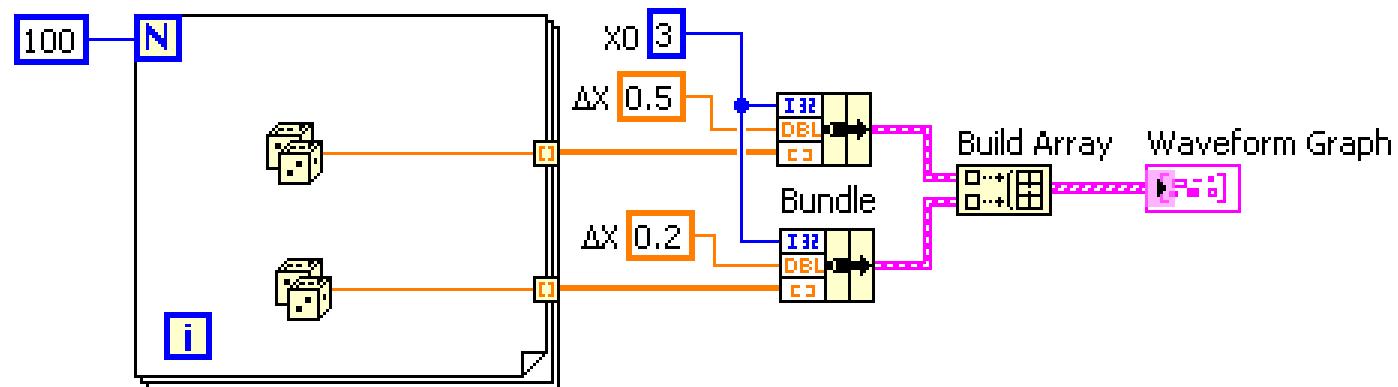 100
N
X0 3
ΔX 0.5
I32
DBL
[ ]
Build Array
Waveform Graph
Bundle
ΔX 0.2
I32
DBL
[ ]
i